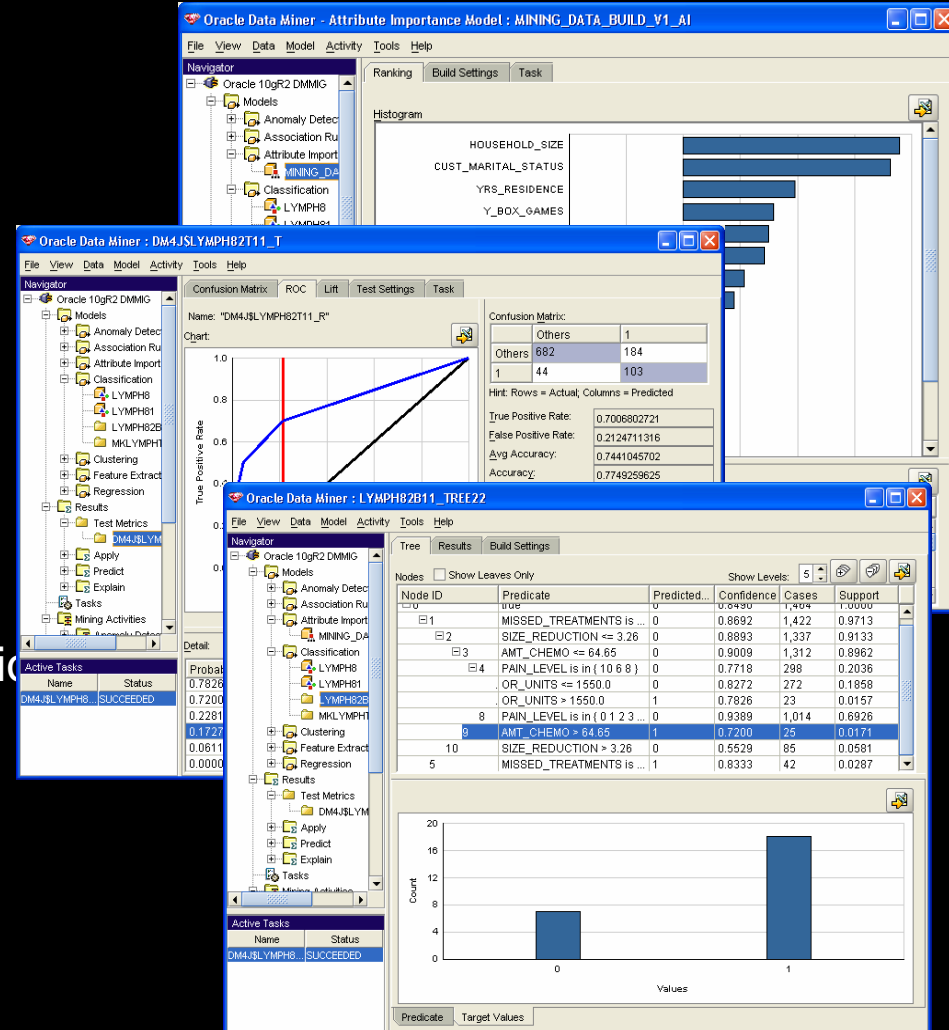 Oracle Data Miner - Attribute Importance Model : MINING_DATA_BUILD_V1_AI
File View Data Model Activity Tools Help
Navigator
Oracle 10gR2 DMMIG
Models
Anomaly Detec
Association Ru
Attribute Import
MINING_DA
Classification
LYMPH8
LYMPH81
Ranking Build Settings Task
Histogram
HOUSEHOLD_SIZE
CUST_MARITAL_STATUS
YRS_RESIDENCE
Y_BOX_GAMES
Oracle Data Miner : DM4J$LYMPH82T11_T
File View Data Model Activity Tools Help
Navigator
Oracle 10gR2 DMMIG
Models
Anomaly Detec
Association Ru
Attribute Import
Classification
LYMPH8
LYMPH81
LYMPH82B
MKLYMPHT
Clustering
Feature Extract
Regression
Results
Test Metrics
DM4J$LYM
Apply
Predict
Explain
Tasks
Mining Activities
Active Tasks
Name Status
DM4J$LYMPH8... SUCCEEDED
Confusion Matrix ROC Lift Test Settings Task
Name: "DM4J$LYMPH82T11_R"
Chart:
1.0
0.8
0.6
True Positive Rate
Confusion Matrix:
Others 1
Others 682 184
1 44 103
Hint: Rows = Actual; Columns = Predicted
True Positive Rate: 0.7006802721
False Positive Rate: 0.2124711316
Avg Accuracy: 0.7441045702
Accuracy: 0.7749259625
Detail:
Probab
0.7826
0.7200
0.2281
0.1727
0.0611
0.0000
Oracle Data Miner : LYMPH82B11_TREE22
File View Data Model Activity Tools Help
Navigator
Oracle 10gR2 DMMIG
Models
Anomaly Detec
Association Ru
Attribute Import
MINING_DA
Classification
LYMPH8
LYMPH81
LYMPH82B
MKLYMPHT
Clustering
Feature Extract
Regression
Results
Test Metrics
DM4J$LYM
Apply
Predict
Explain
Tasks
Mining Activities
Active Tasks
Name Status
DM4J$LYMPH8... SUCCEEDED
Tree Results Build Settings
Nodes Show Leaves Only Show Levels: 5
Node ID Predicate Predicted... Confidence Cases Support
0 true 0 0.8490 1,464 1.0000
1 MISSED_TREATMENTS is ... 0 0.8692 1,422 0.9713
2 SIZE_REDUCTION <= 3.26 0 0.8893 1,337 0.9133
3 AMT_CHEMO <= 64.65 0 0.9009 1,312 0.8962
4 PAIN_LEVEL is in { 10 6 8 } 0 0.7718 298 0.2036
OR_UNITS <= 1550.0 0 0.8272 272 0.1858
OR_UNITS > 1550.0 1 0.7826 23 0.0157
8 PAIN_LEVEL is in { 0 1 2 3 ... 0 0.9389 1,014 0.6926
9 AMT_CHEMO > 64.65 1 0.7200 25 0.0171
10 SIZE_REDUCTION > 3.26 0 0.5529 85 0.0581
5 MISSED_TREATMENTS is ... 1 0.8333 42 0.0287
20
16
12
8
4
0
Count
0 1
Values
Predicate Target Values